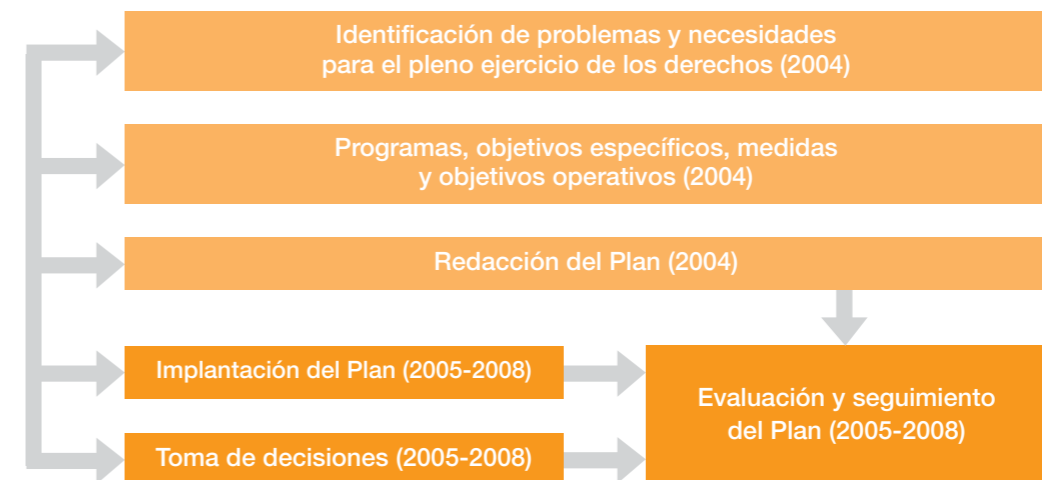 Identificación de problemas y necesidades
para el pleno ejercicio de los derechos (2004)
Programas, objetivos específicos, medidas
y objetivos operativos (2004)
Redacción del Plan (2004)
Implantación del Plan (2005-2008)
Toma de decisiones (2005-2008)
Evaluación y seguimiento
del Plan (2005-2008)